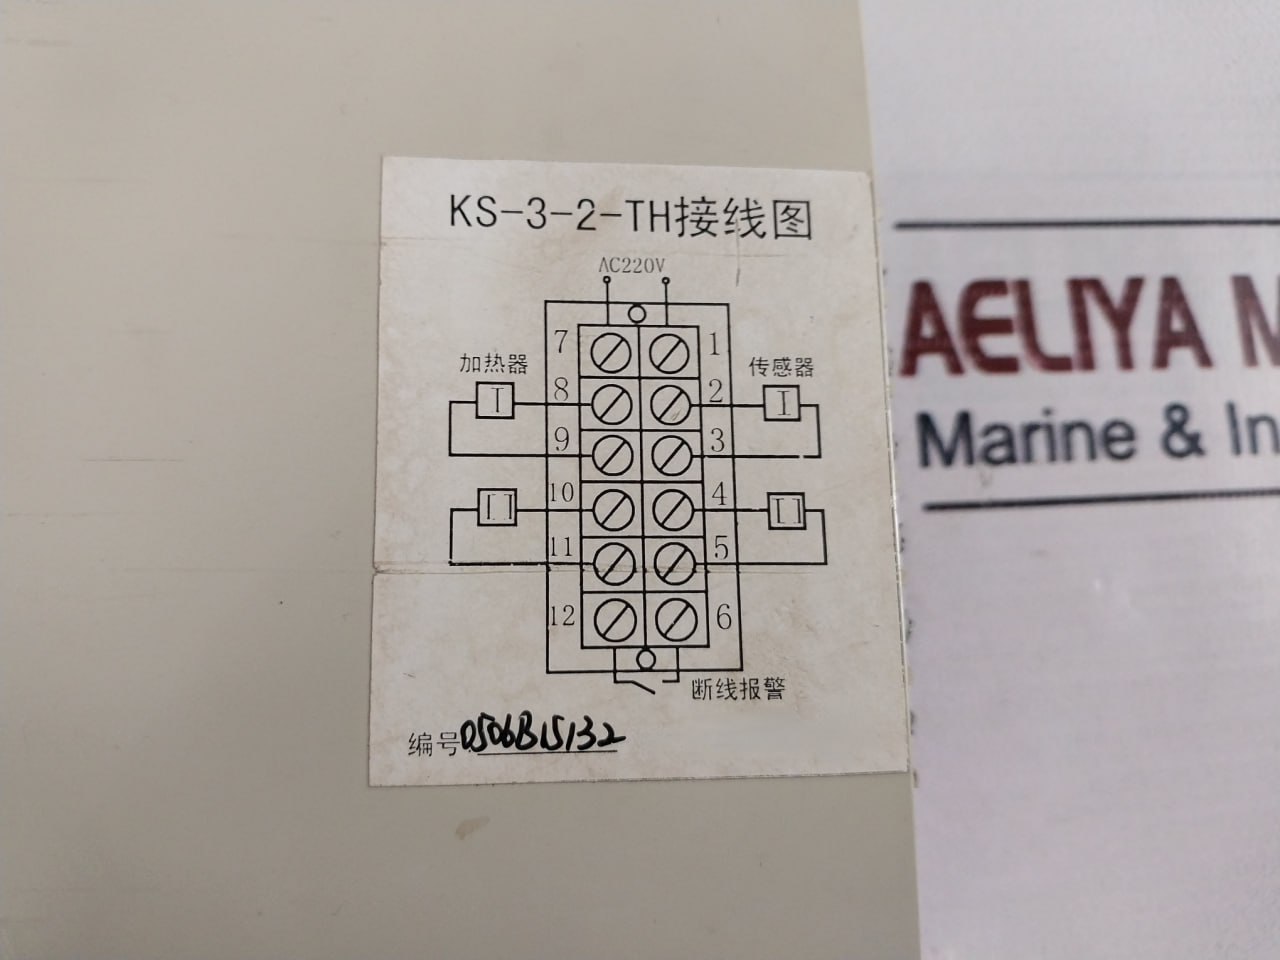 KS-3-2-TH接线图
AC220V
7 1
加热器 传感器
I 8 2 I
9 3
II 10 4 II
11 5
12 6
断线报警
编号0506B15132
AELIYA M
Marine & In